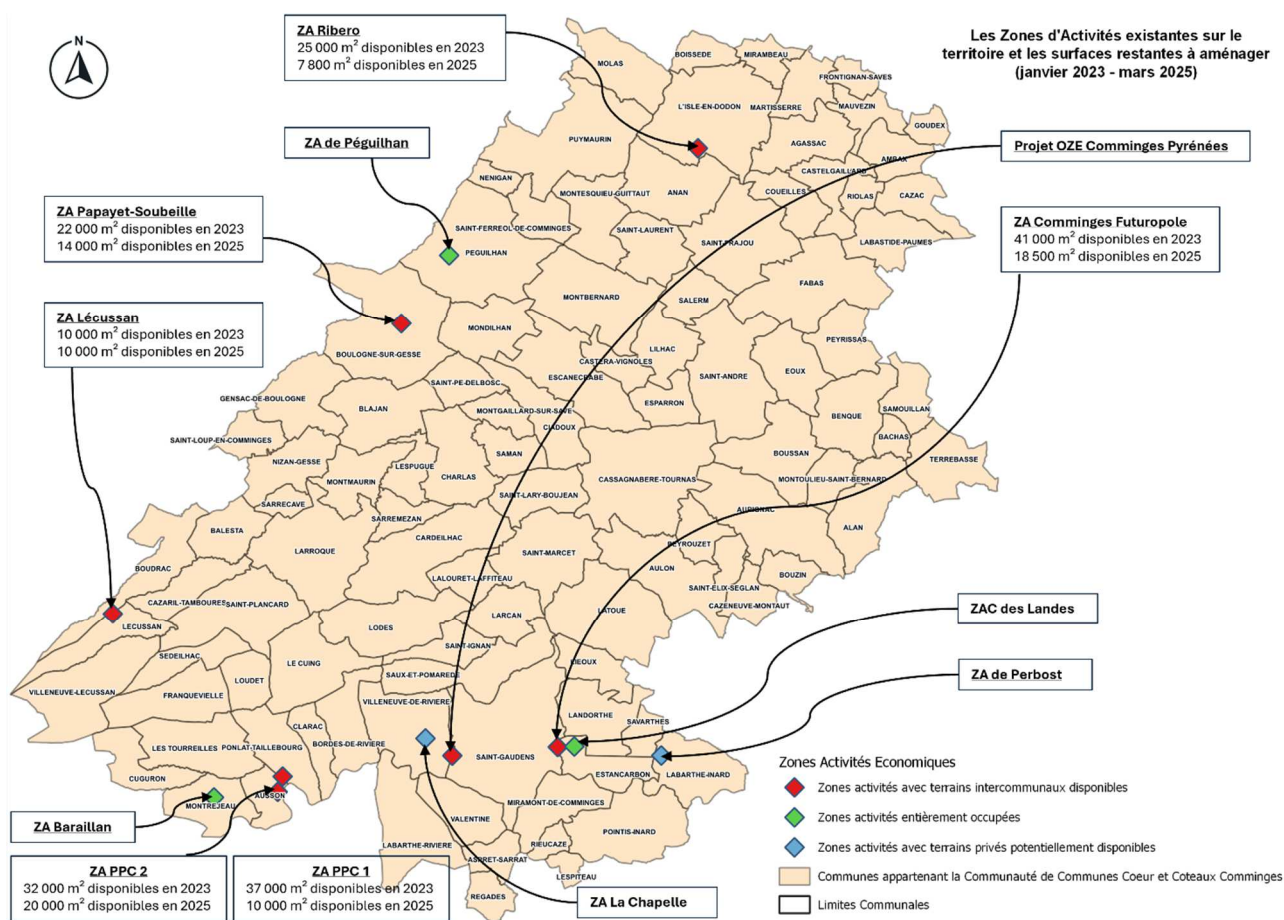 N
Les Zones d'Activités existantes sur le
territoire et les surfaces restantes à aménager
(janvier 2023 - mars 2025)
ZA Ribero
25 000 m² disponibles en 2023
7 800 m² disponibles en 2025
ZA de Péguilhan
Projet OZE Comminges Pyrénées
ZA Papayet-Soubeille
22 000 m² disponibles en 2023
14 000 m² disponibles en 2025
ZA Comminges Futuropole
41 000 m² disponibles en 2023
18 500 m² disponibles en 2025
ZA Lécussan
10 000 m² disponibles en 2023
10 000 m² disponibles en 2025
ZAC des Landes
ZA de Perbost
ZA Baraillan
ZA PPC 2
32 000 m² disponibles en 2023
20 000 m² disponibles en 2025
ZA PPC 1
37 000 m² disponibles en 2023
10 000 m² disponibles en 2025
ZA La Chapelle
MOLAS
BOISSEDE
MIRAMBEAU
FRONTIGNAN-SAVES
L'ISLE-EN-DODON
MARTISSERRE
MAUVEZIN
GOUDEX
PUYMAURIN
AGASSAC
AMBAX
CASTELGAILLARD
NENIGAN
MONTESQUIEU-GUITTAUT
ANAN
COUEILLES
RIOLAS
CAZAC
SAINT-FERREOL-DE-COMMINGES
SAINT-LAURENT
SAINT-FRAJOU
LABASTIDE-PAUMES
PEGUILHAN
FABAS
MONTBERNARD
SALERM
MONDILHAN
PEYRISSAS
BOULOGNE-SUR-GESSE
LILHAC
CASTERA-VIGNOLES
ESCANECRABE
SAINT-ANDRE
EOUX
SAINT-PE-DELBOSC
GENSAC-DE-BOULOGNE
BLAJAN
ESPARRON
MONTGAILLARD-SUR-SAVE
BENQUE
SAMOUILLAN
CIADOUX
BACHAS
SAINT-LOUP-EN-COMMINGES
SAMAN
BOUSSAN
TERREBASSE
NIZAN-GESSE
LESPUGUE
CHARLAS
CASSAGNABERE-TOURNAS
MONTOULIEU-SAINT-BERNARD
MONTMAURIN
SAINT-LARY-BOUJEAN
SARRECAVE
AURIGNAC
SARREMEZAN
BALESTA
CARDEILHAC
ALAN
PEYROUZET
LARROQUE
SAINT-MARCET
BOUDRAC
AULON
BOUZIN
LALOURET-LAFFITEAU
SAINT-ELIX-SEGLAN
CAZARIL-TAMBOURES
SAINT-PLANCARD
CAZENEUVE-MONTAUT
LARCAN
LATOUE
LECUSSAN
LODES
SAINT-IGNAN
SEDEILHAC
LE CUING
LIEOUX
SAUX-ET-POMAREDE
LOUDET
VILLENEUVE-LECUSSAN
FRANQUEVIELLE
VILLENEUVE-DE-RIVIERE
LANDORTHE
SAVARTHES
CLARAC
LES TOURREILLES
PONLAT-TAILLEBOURG
BORDES-DE-RIVIERE
SAINT-GAUDENS
ESTANCARBON
LABARTHE-INARD
CUGURON
AUSSON
MONTREJEAU
MIRAMONT-DE-COMMINGES
VALENTINE
POINTIS-INARD
LABARTHE-RIVIERE
RIEUCAZE
ASPRET-SARRAT
LESPITEAU
REGADES
Zones Activités Economiques
Zones activités avec terrains intercommunaux disponibles
Zones activités entièrement occupées
Zones activités avec terrains privés potentiellement disponibles
Communes appartenant la Communauté de Communes Coeur et Coteaux Comminges
Limites Communales